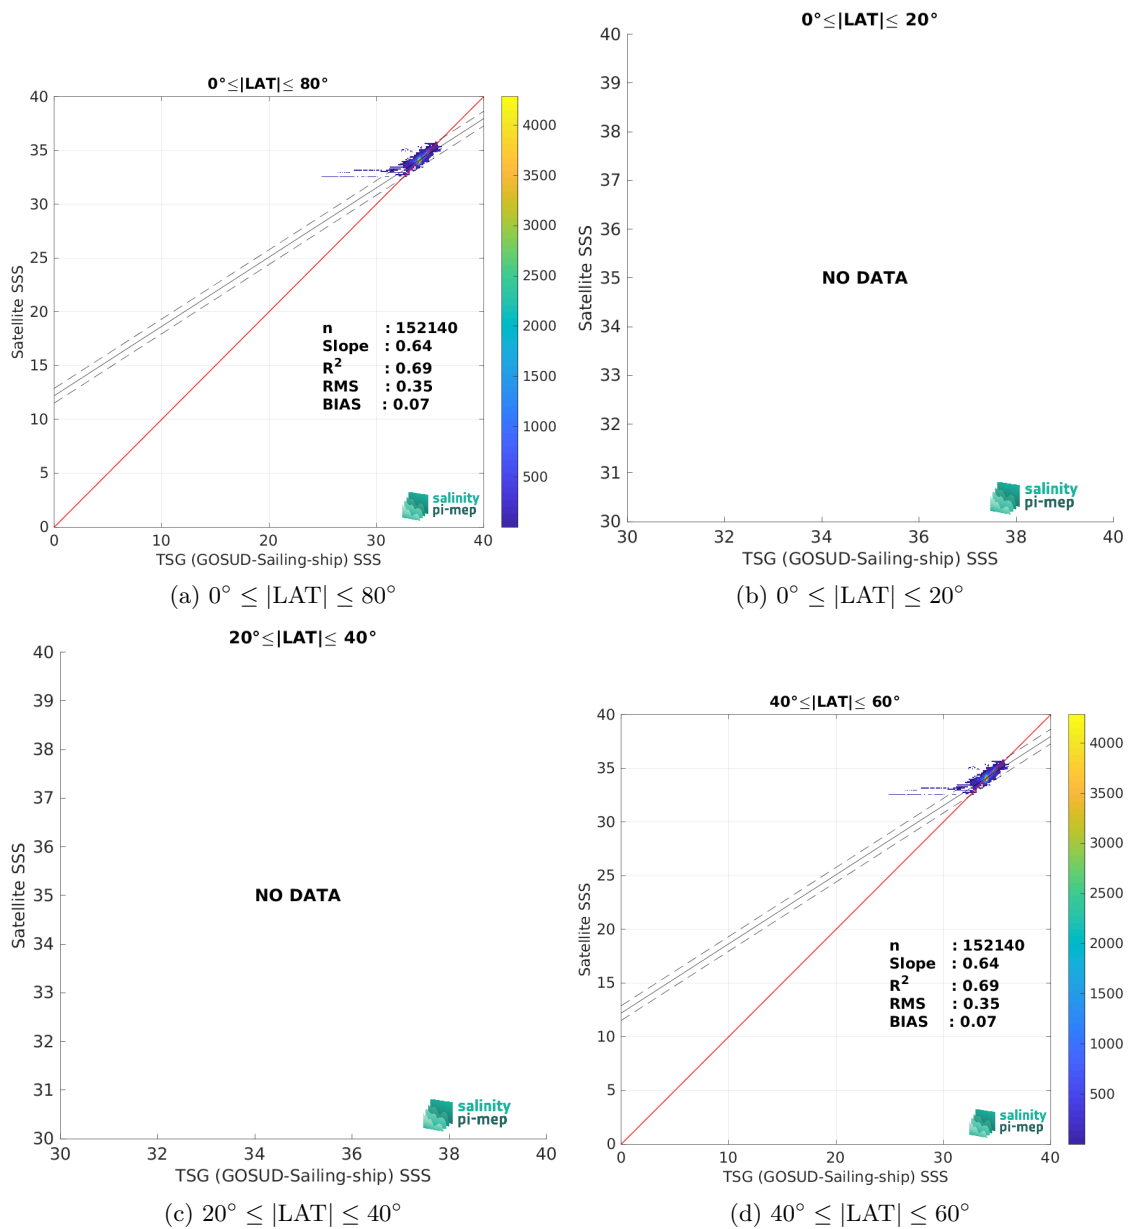 0°≤|LAT|≤ 80°
40
35
30
25
20
15
10
5
0
Satellite SSS
n : 152140
Slope : 0.64
R² : 0.69
RMS : 0.35
BIAS : 0.07
salinity
pi-mep
0 10 20 30 40
TSG (GOSUD-Sailing-ship) SSS
4000
3500
3000
2500
2000
1500
1000
500
(a) 0° ≤ |LAT| ≤ 80°
0°≤|LAT|≤ 20°
40
39
38
37
36
35
34
33
32
31
30
Satellite SSS
NO DATA
salinity
pi-mep
30 32 34 36 38 40
TSG (GOSUD-Sailing-ship) SSS
(b) 0° ≤ |LAT| ≤ 20°
20°≤|LAT|≤ 40°
40
39
38
37
36
35
34
33
32
31
30
Satellite SSS
NO DATA
salinity
pi-mep
30 32 34 36 38 40
TSG (GOSUD-Sailing-ship) SSS
(c) 20° ≤ |LAT| ≤ 40°
40°≤|LAT|≤ 60°
40
35
30
25
20
15
10
5
0
Satellite SSS
n : 152140
Slope : 0.64
R² : 0.69
RMS : 0.35
BIAS : 0.07
salinity
pi-mep
0 10 20 30 40
TSG (GOSUD-Sailing-ship) SSS
4000
3500
3000
2500
2000
1500
1000
500
(d) 40° ≤ |LAT| ≤ 60°